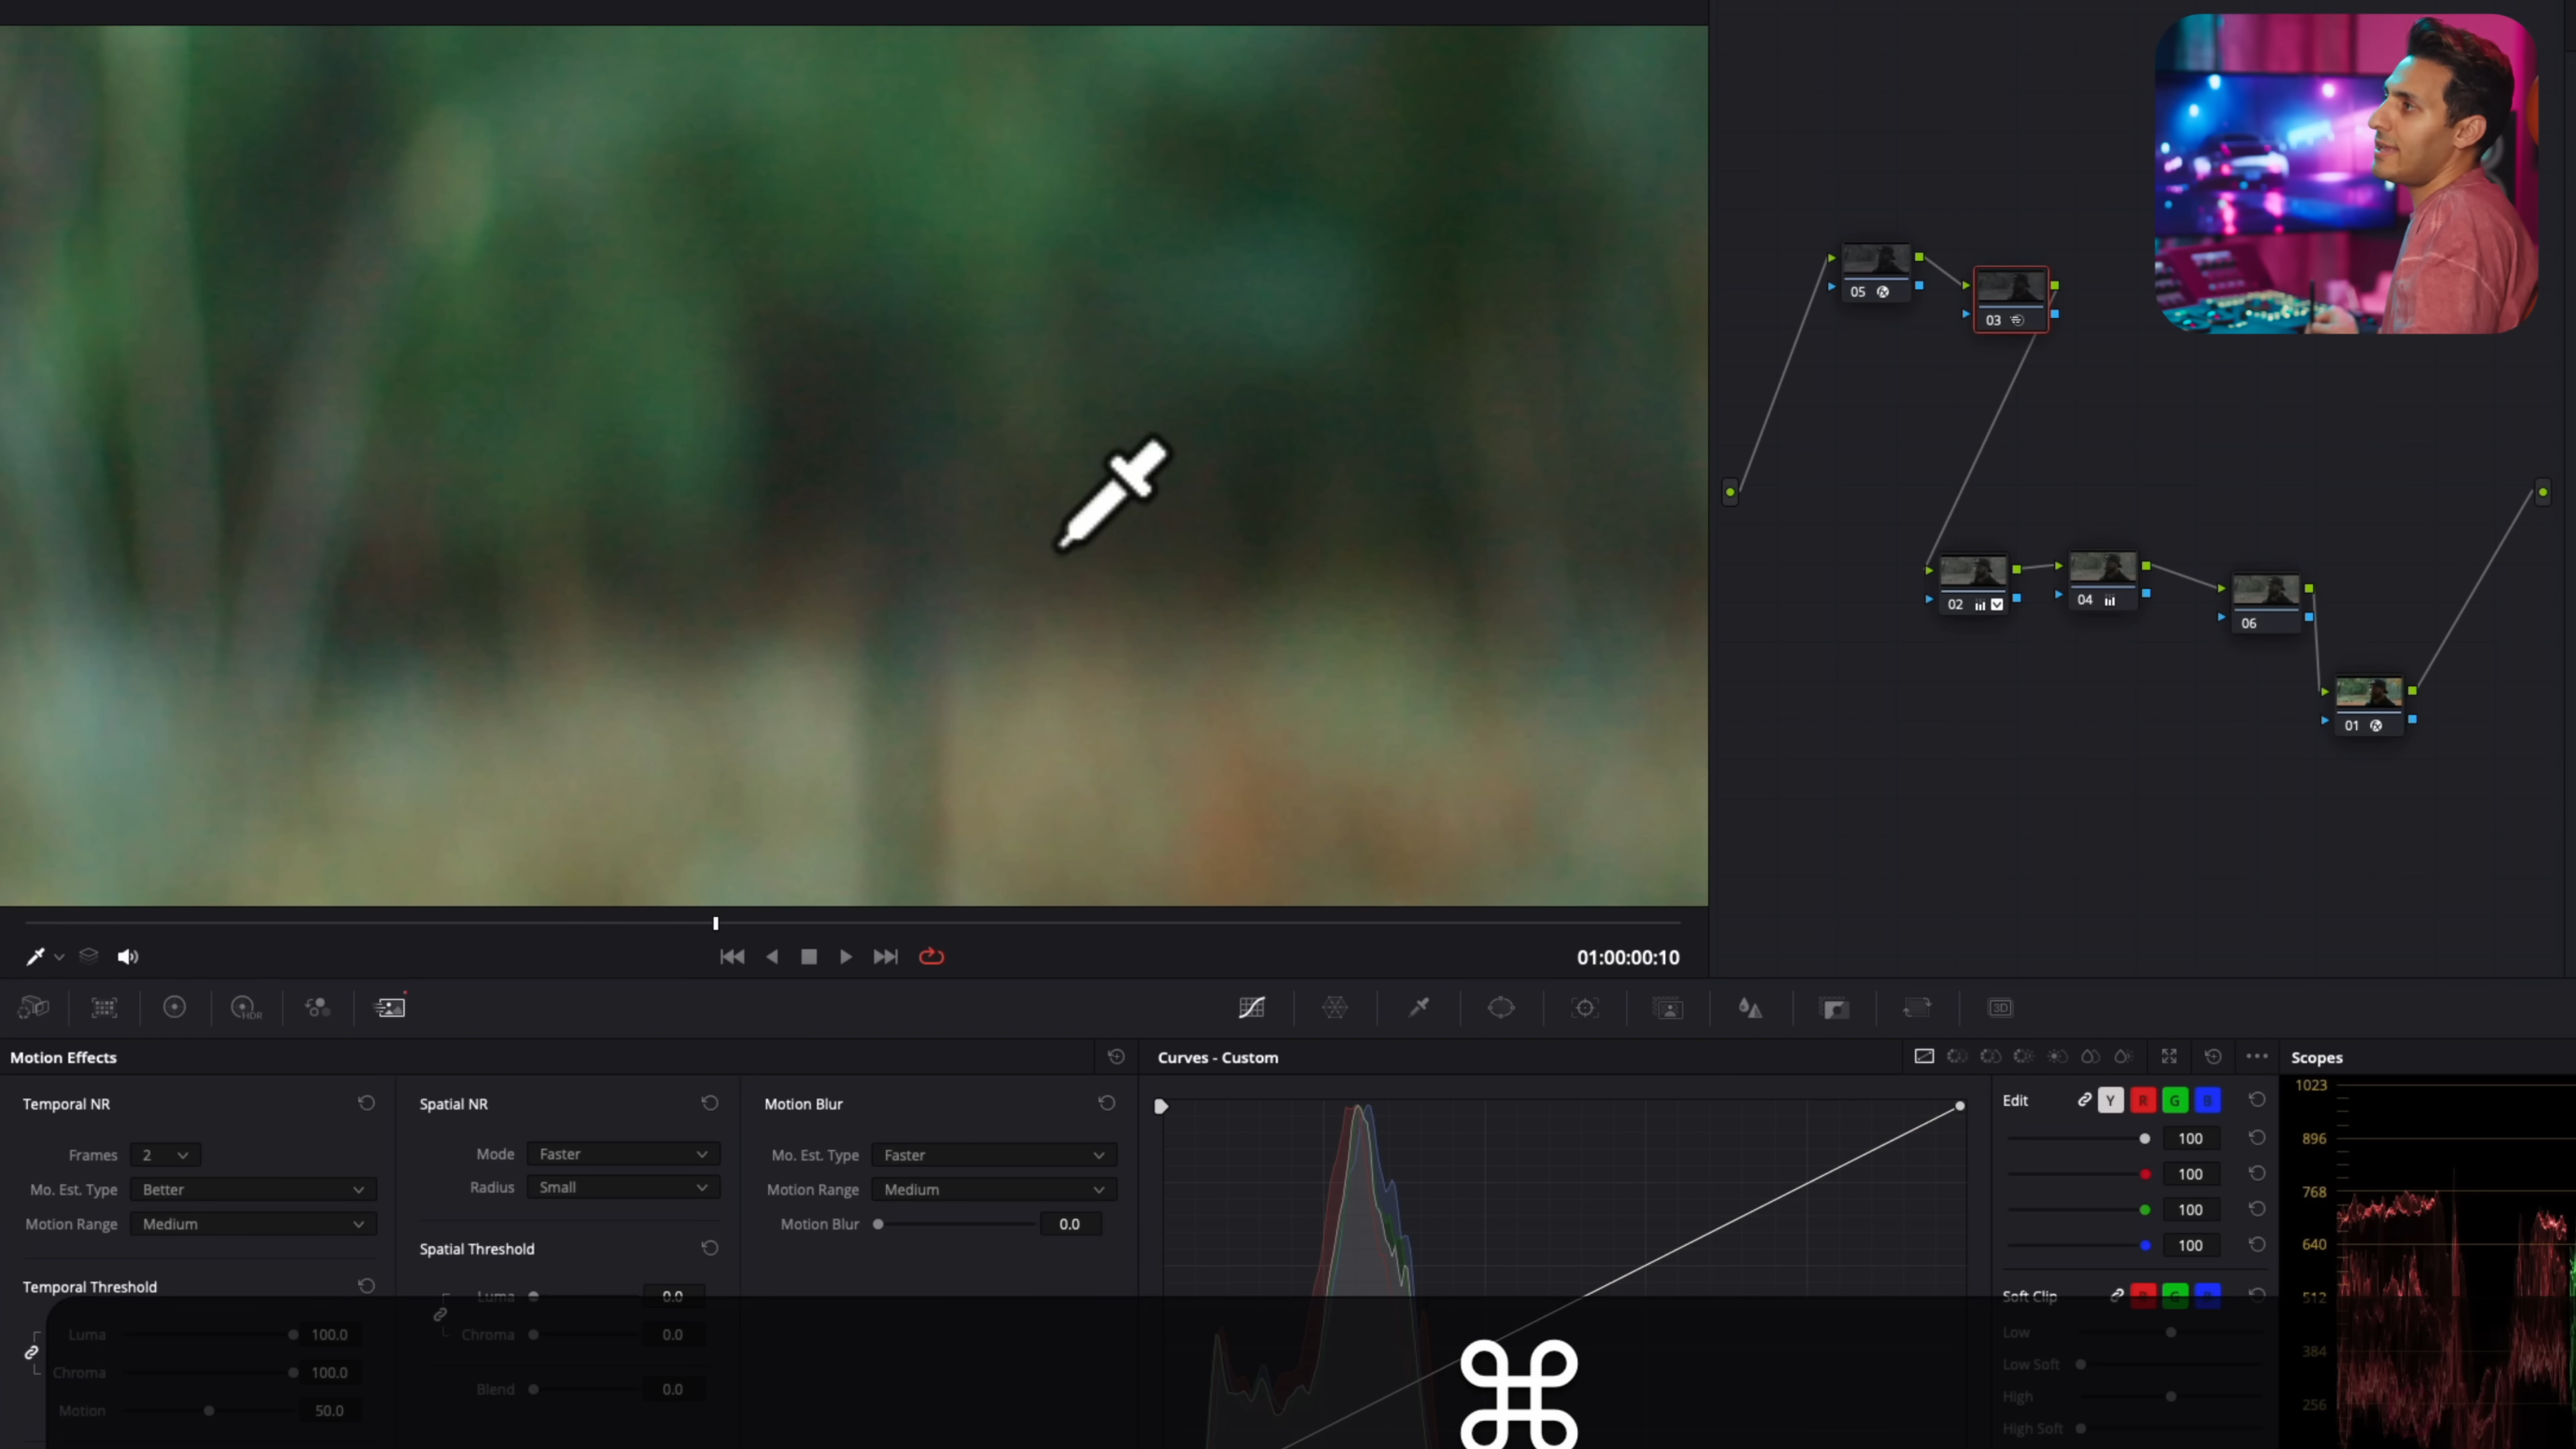 05
03
02
04
06
01
01:00:00:10
HDR
3D
Motion Effects
Curves - Custom
Scopes
Temporal NR
Spatial NR
Motion Blur
Frames 2
Mo. Est. Type Better
Motion Range Medium
Mode Faster
Radius Small
Mo. Est. Type Faster
Motion Range Medium
Motion Blur 0.0
Spatial Threshold
Luma 0.0
Chroma 0.0
Blend 0.0
Temporal Threshold
Luma 100.0
Chroma 100.0
Motion 50.0
Edit Y R G B
100
100
100
100
Soft Clip R G B
Low
Low Soft
High
High Soft
1023
896
768
640
512
384
256